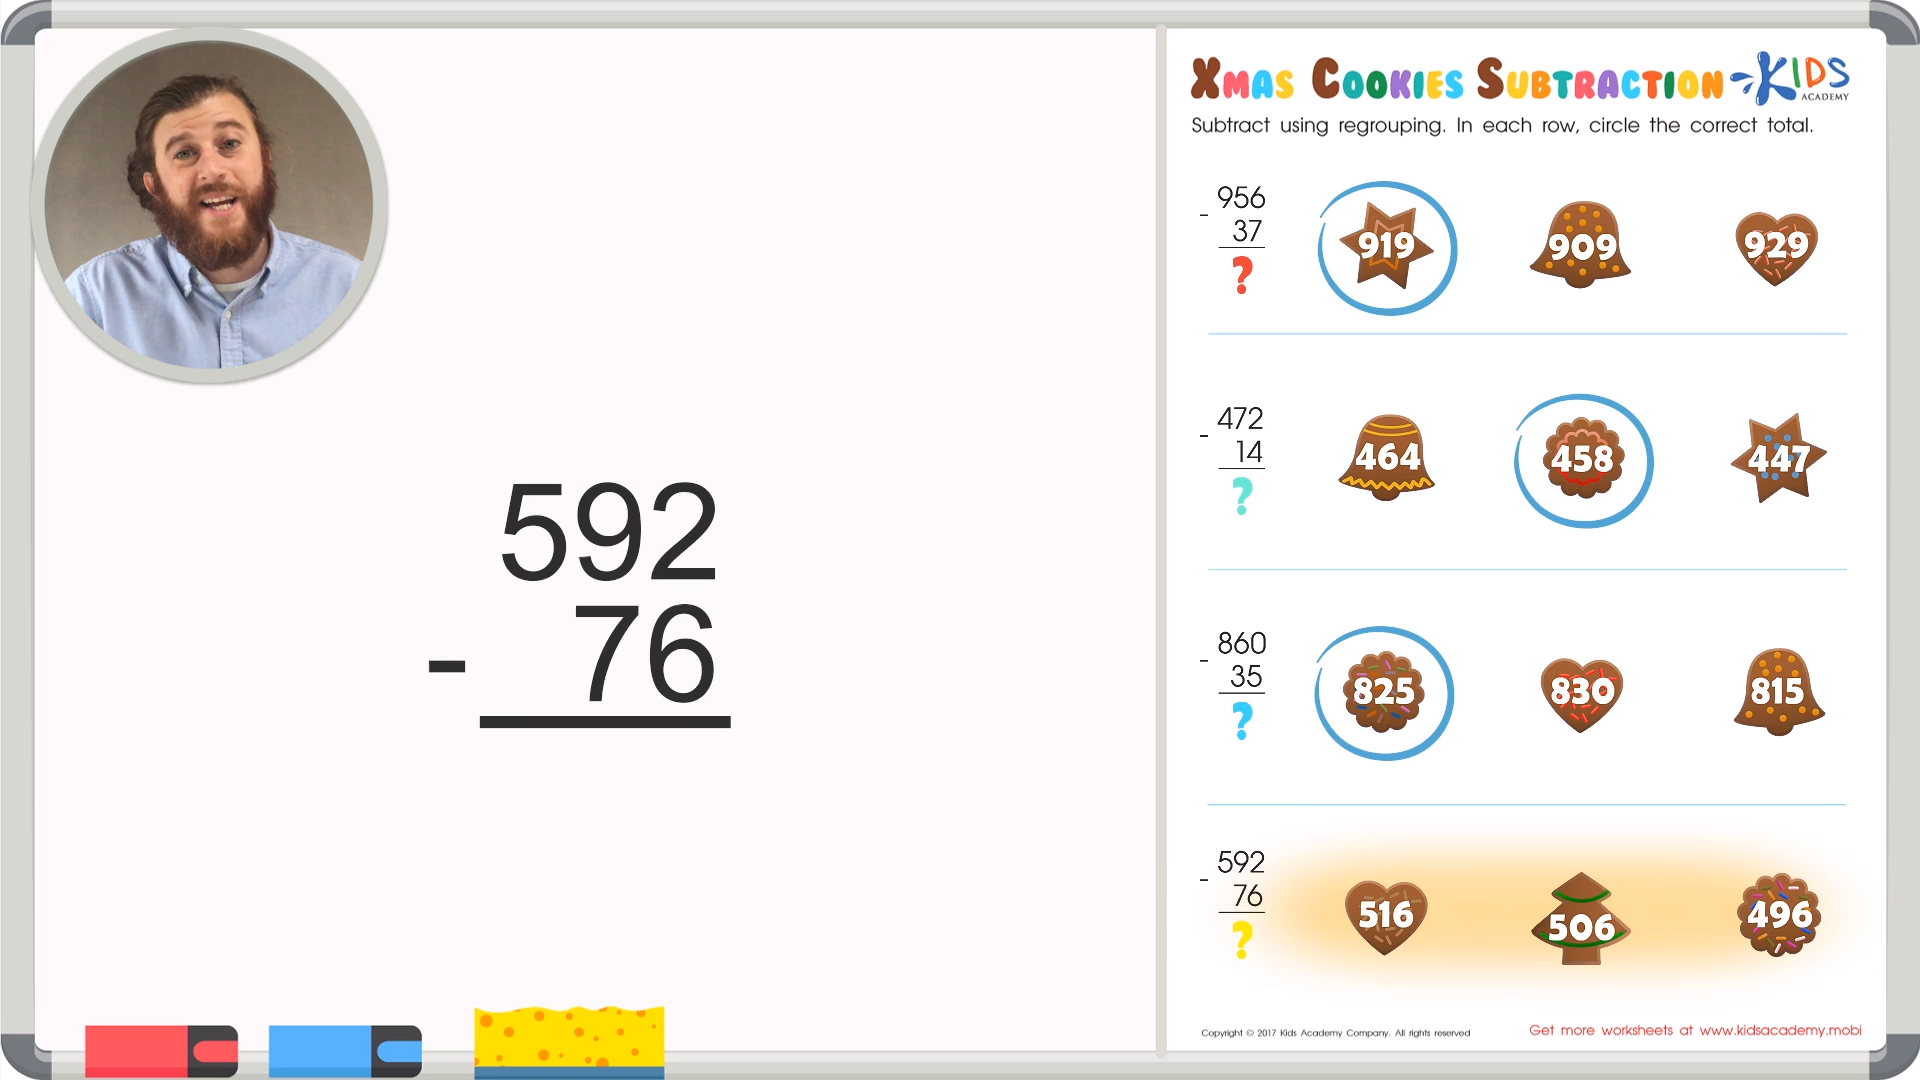 592
- 76
Xmas Cookies Subtraction
KIDS
ACADEMY
Subtract using regrouping. In each row, circle the correct total.
956
- 37
?
919 909 929
472
- 14
?
464 458 447
860
- 35
?
825 830 815
592
- 76
?
516 506 496
Copyright © 2017 Kids Academy Company. All rights reserved
Get more worksheets at www.kidsacademy.mobi